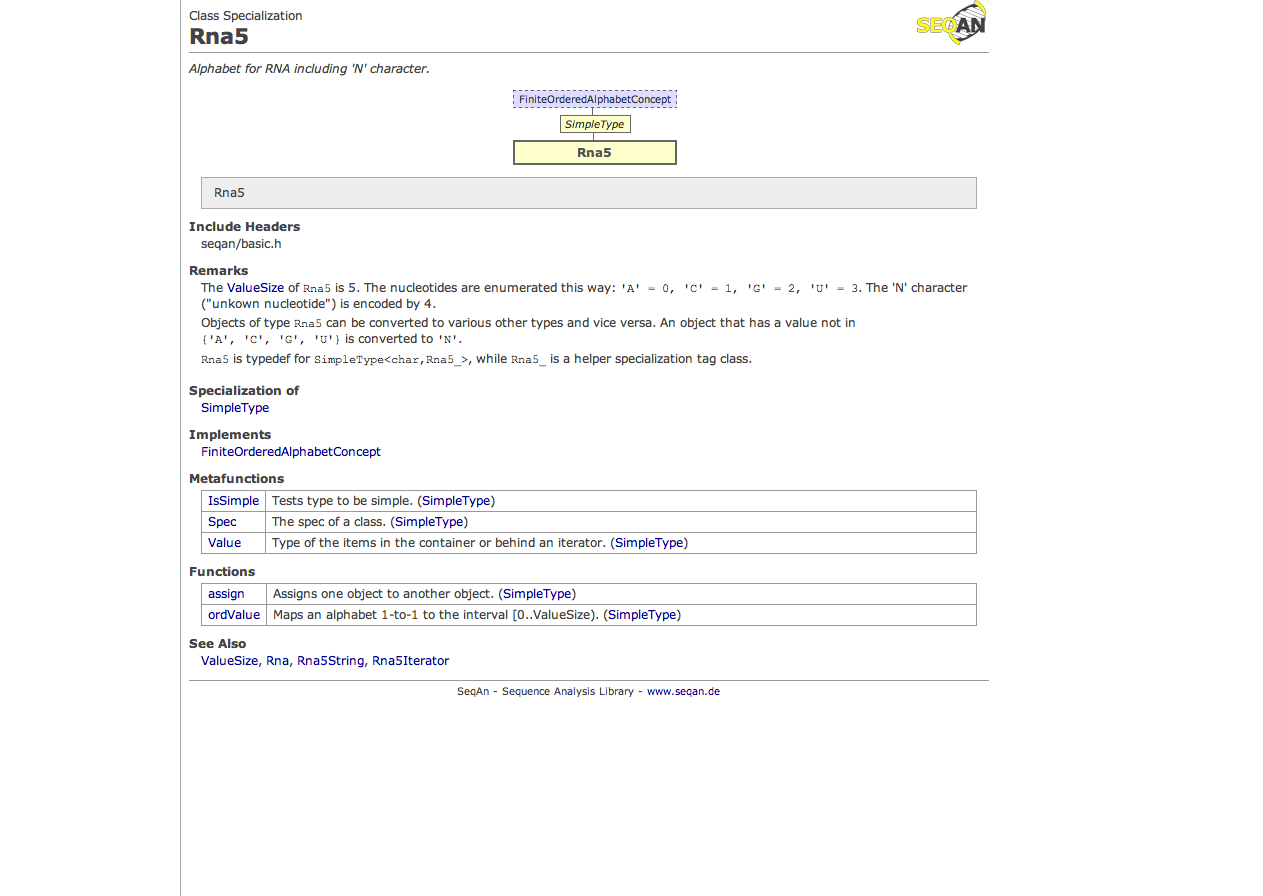 Class Specialization
Rna5
SEQAN
Alphabet for RNA including 'N' character.
FiniteOrderedAlphabetConcept
SimpleType
Rna5
Rna5
Include Headers
seqan/basic.h
Remarks
The ValueSize of Rna5 is 5. The nucleotides are enumerated this way: 'A' = 0, 'C' = 1, 'G' = 2, 'U' = 3. The 'N' character
("unkown nucleotide") is encoded by 4.
Objects of type Rna5 can be converted to various other types and vice versa. An object that has a value not in
{'A', 'C', 'G', 'U'} is converted to 'N'.
Rna5 is typedef for SimpleType<char,Rna5_>, while Rna5_ is a helper specialization tag class.
Specialization of
SimpleType
Implements
FiniteOrderedAlphabetConcept
Metafunctions
IsSimple Tests type to be simple. (SimpleType)
Spec The spec of a class. (SimpleType)
Value Type of the items in the container or behind an iterator. (SimpleType)
Functions
assign Assigns one object to another object. (SimpleType)
ordValue Maps an alphabet 1-to-1 to the interval [0..ValueSize). (SimpleType)
See Also
ValueSize, Rna, Rna5String, Rna5Iterator
SeqAn - Sequence Analysis Library - www.seqan.de